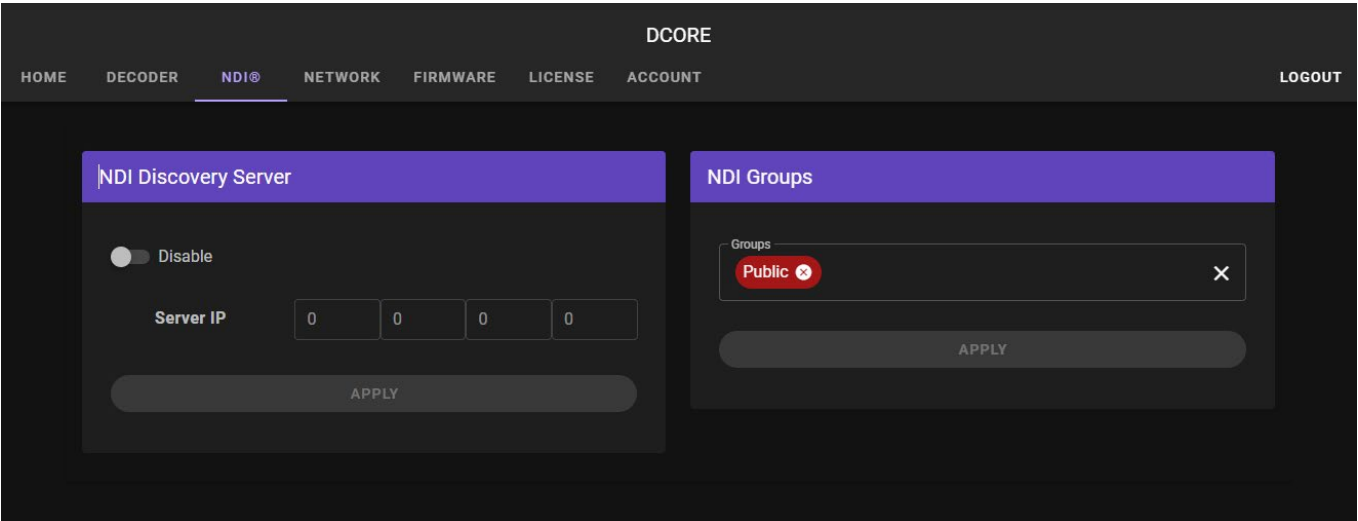 DCORE
HOME DECODER NDI® NETWORK FIRMWARE LICENSE ACCOUNT LOGOUT
NDI Discovery Server
Disable
Server IP 0 0 0 0
APPLY
NDI Groups
Groups
Public
APPLY